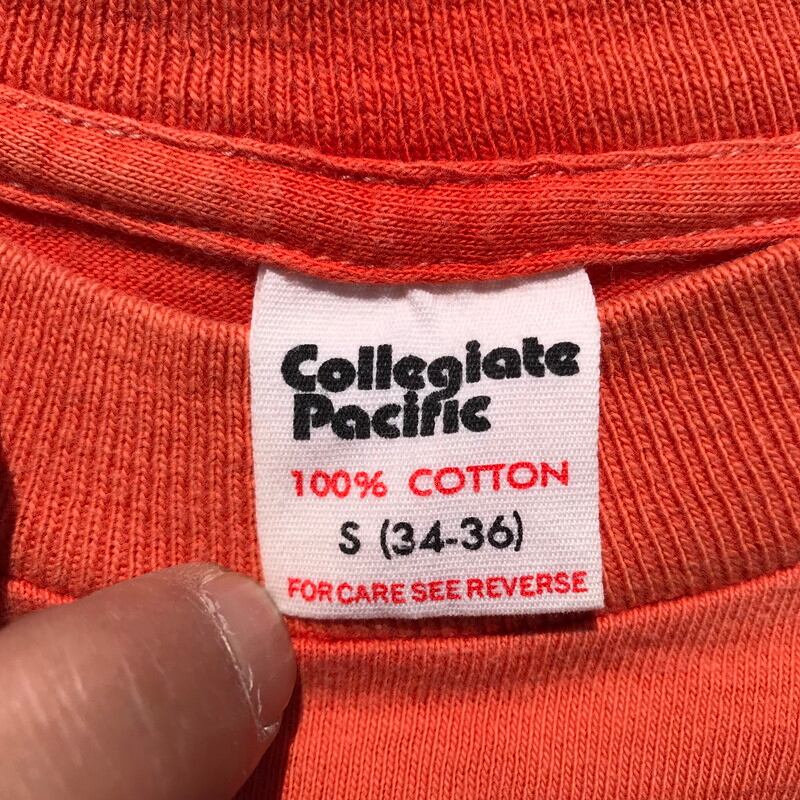 Collegiate
Pacific
100% COTTON
S (34-36)
FOR CARE SEE REVERSE